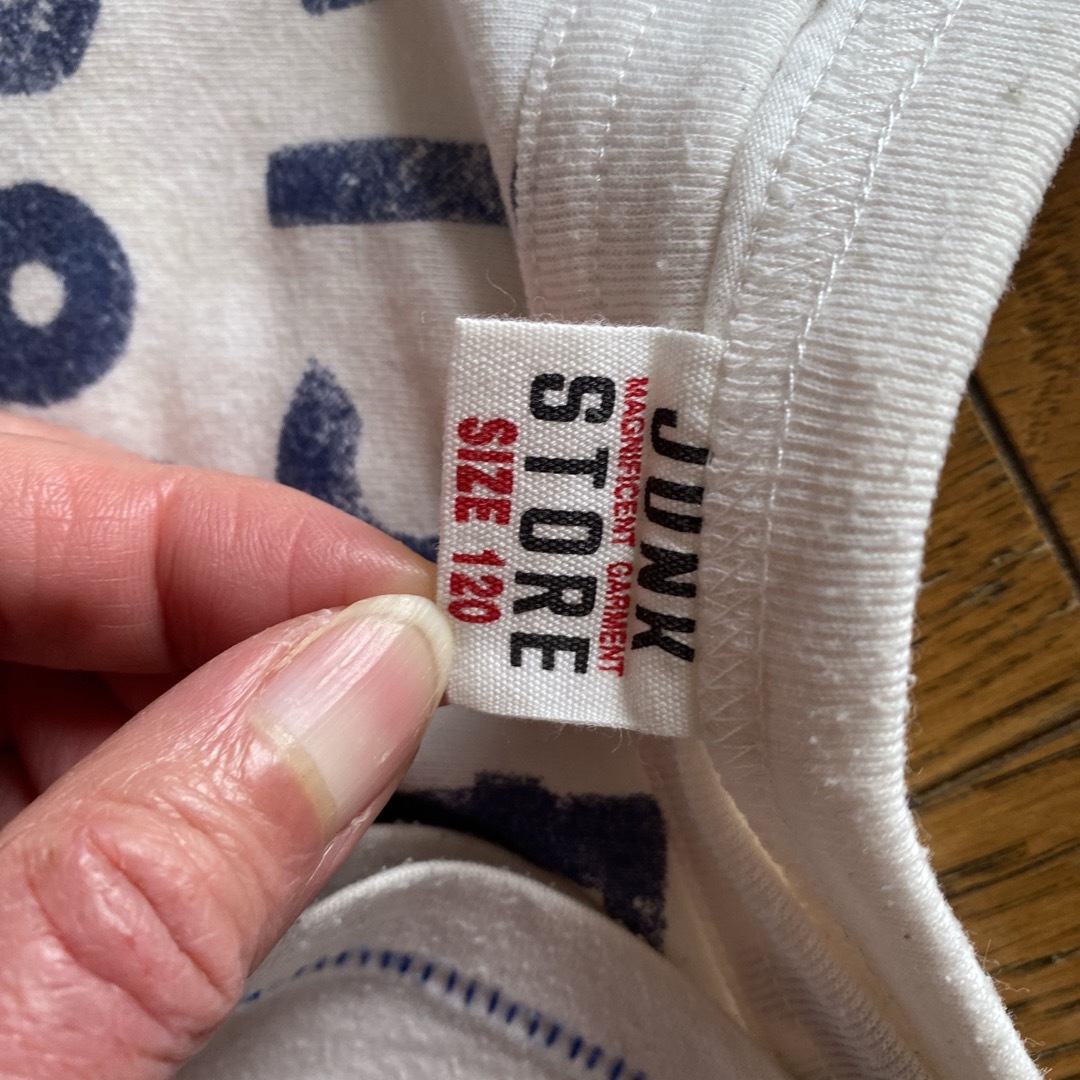 JUNK
MAGNIFICENT GARMENT
STORE
SIZE 120